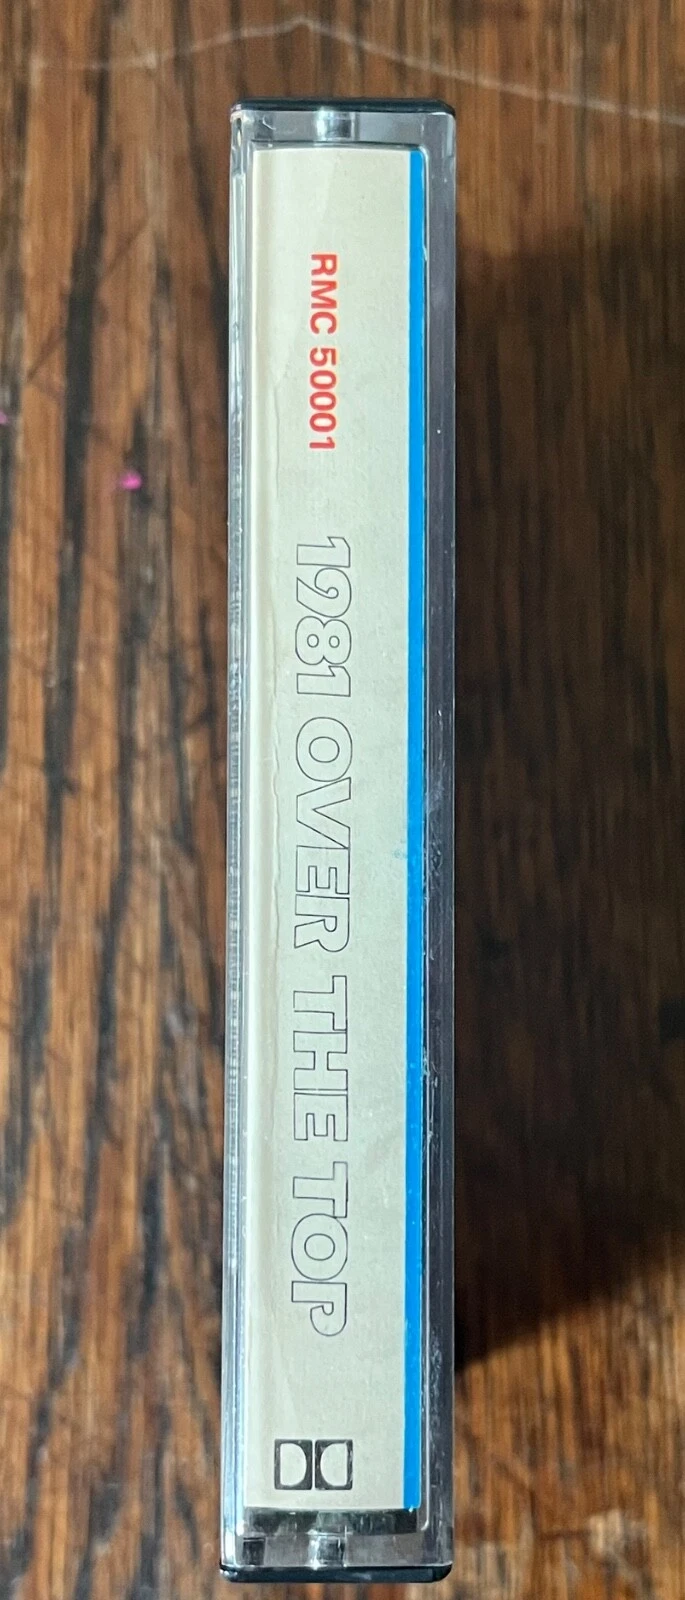 RMC 50001 1981 OVER THE TOP